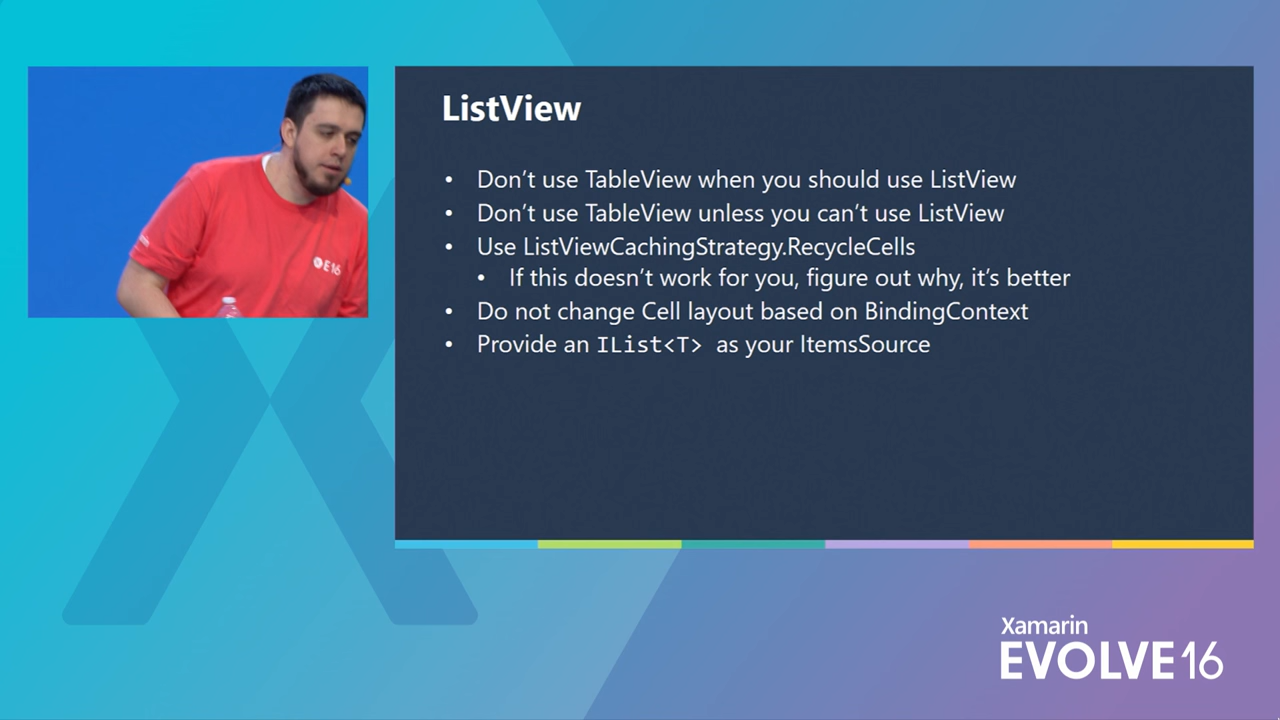 ListView
• Don’t use TableView when you should use ListView
• Don’t use TableView unless you can’t use ListView
• Use ListViewCachingStrategy.RecycleCells
• If this doesn’t work for you, figure out why, it’s better
• Do not change Cell layout based on BindingContext
• Provide an IList<T> as your ItemsSource
E16
Xamarin
EVOLVE16